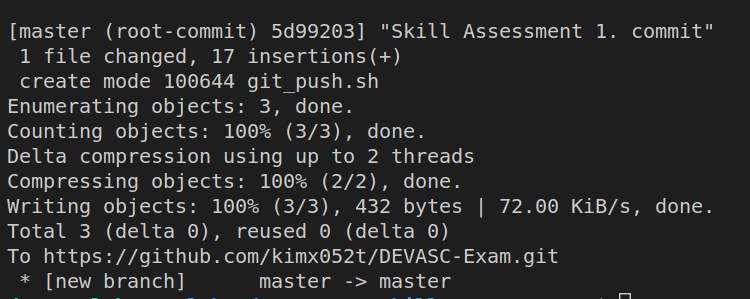 [master (root-commit) 5d99203] "Skill Assessment 1. commit"
 1 file changed, 17 insertions(+)
 create mode 100644 git_push.sh
Enumerating objects: 3, done.
Counting objects: 100% (3/3), done.
Delta compression using up to 2 threads
Compressing objects: 100% (2/2), done.
Writing objects: 100% (3/3), 432 bytes | 72.00 KiB/s, done.
Total 3 (delta 0), reused 0 (delta 0)
To https://github.com/kimx052t/DEVASC-Exam.git
 * [new branch]      master -> master